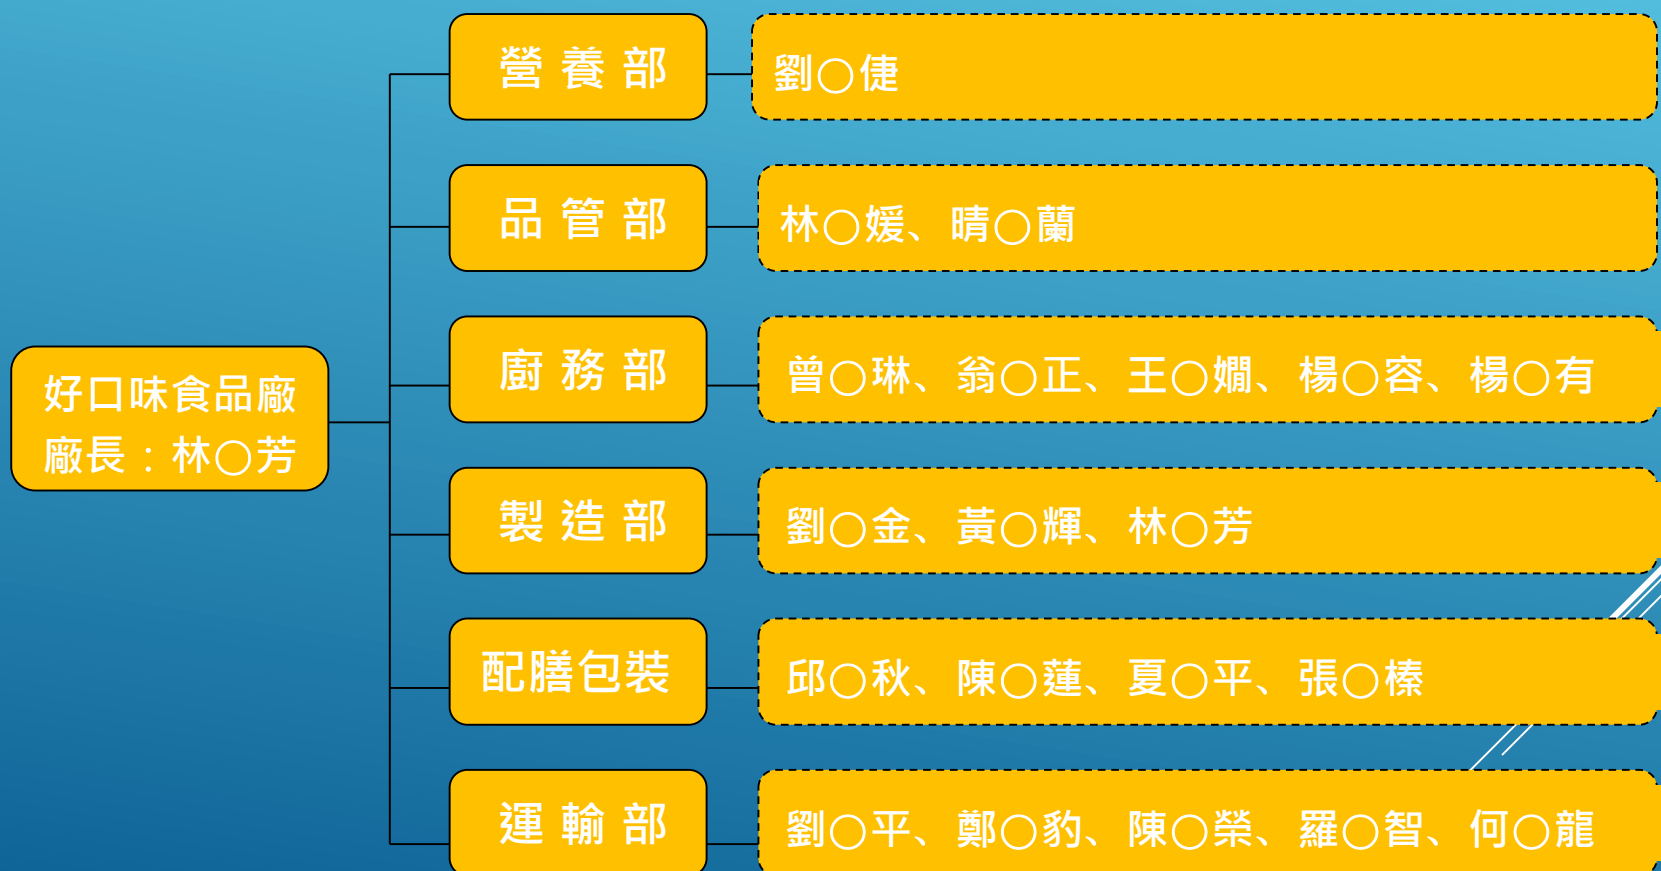 營養部
劉○倢
品管部
林○媛、晴○蘭
廚務部
曾○琳、翁○正、王○嫺、楊○容、楊○有
好口味食品廠
廠長：林○芳
製造部
劉○金、黃○輝、林○芳
配膳包裝
邱○秋、陳○蓮、夏○平、張○榛
運輸部
劉○平、鄭○豹、陳○榮、羅○智、何○龍